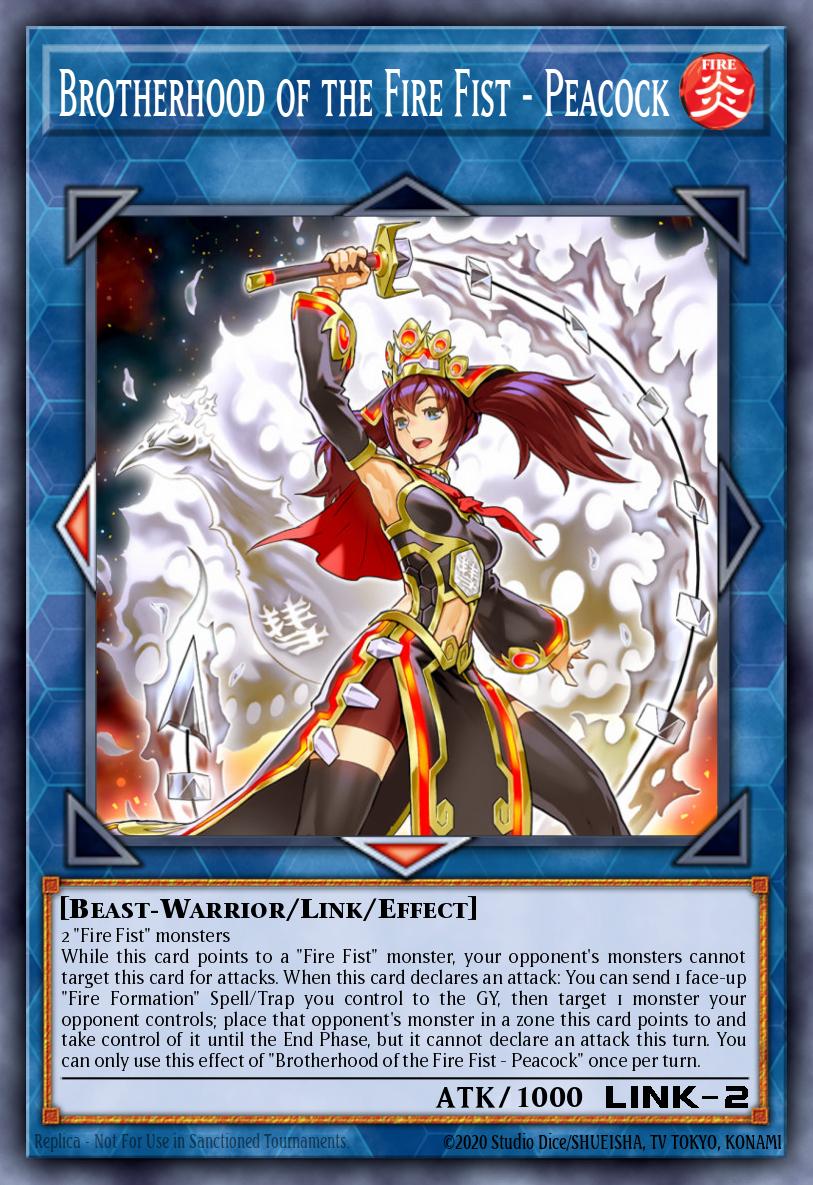 Brotherhood of the Fire Fist - Peacock
FIRE
炎
[Beast-Warrior/Link/Effect]
2 "Fire Fist" monsters
While this card points to a "Fire Fist" monster, your opponent's monsters cannot
target this card for attacks. When this card declares an attack: You can send 1 face-up
"Fire Formation" Spell/Trap you control to the GY, then target 1 monster your
opponent controls; place that opponent's monster in a zone this card points to and
take control of it until the End Phase, but it cannot declare an attack this turn. You
can only use this effect of "Brotherhood of the Fire Fist - Peacock" once per turn.
ATK/1000 LINK-2
Replica - Not For Use in Sanctioned Tournaments.
©2020 Studio Dice/SHUEISHA, TV TOKYO, KONAMI